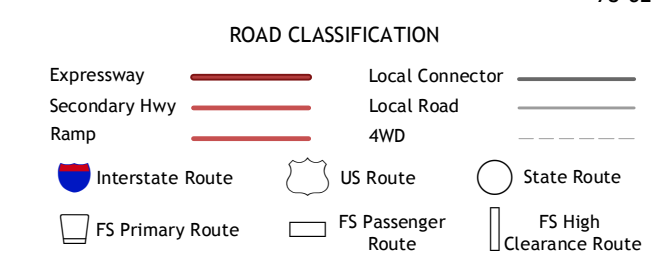 ROAD CLASSIFICATION
Expressway
Local Connector
Secondary Hwy
Local Road
Ramp
4WD
Interstate Route
US Route
State Route
FS Primary Route
FS Passenger
Route
FS High
Clearance Route